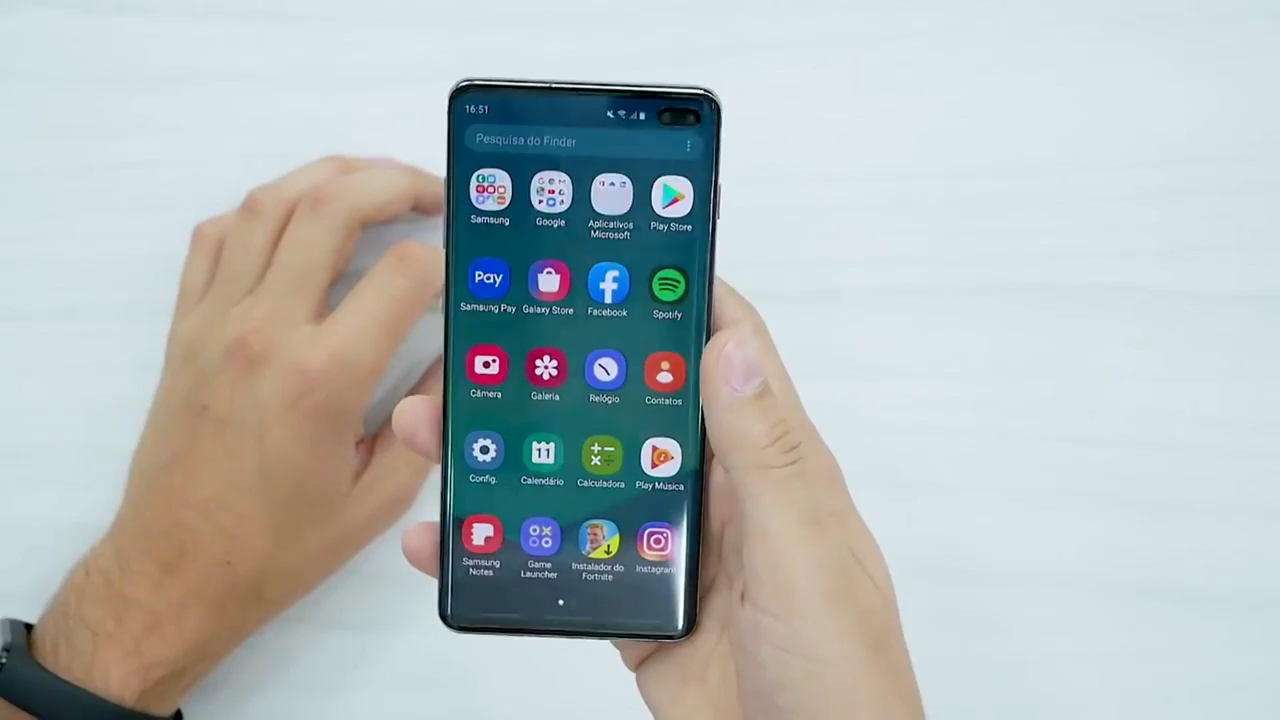 16:51
Pesquisa do Finder
Samsung
Google
Aplicativos
Microsoft
Play Store
Pay
Samsung Pay
Galaxy Store
Facebook
Spotify
Câmera
Galeria
Relógio
Contatos
11
Config.
Calendário
Calculadora
Play Música
Samsung
Notes
Game
Launcher
Instalador do
Fortnite
Instagram